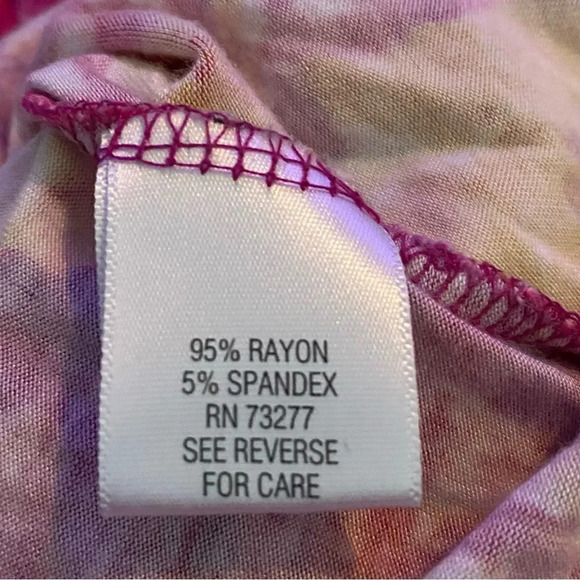 95% RAYON
5% SPANDEX
RN 73277
SEE REVERSE
FOR CARE